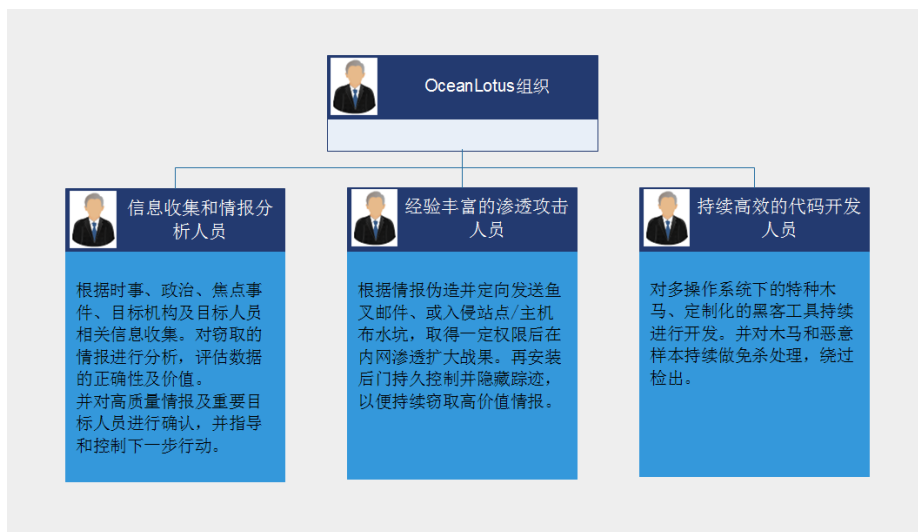 OceanLotus组织
信息收集和情报分
析人员
根据时事、政治、焦点事
件、目标机构及目标人员
相关信息收集。对窃取的
情报进行分析，评估数据
的正确性及价值。
并对高质量情报及重要目
标人员进行确认，并指导
和控制下一步行动。
经验丰富的渗透攻击
人员
根据情报伪造并定向发送鱼
叉邮件、或入侵站点/主机
布水坑，取得一定权限后在
内网渗透扩大战果。再安装
后门持久控制并隐藏踪迹，
以便持续窃取高价值情报。
持续高效的代码开发
人员
对多操作系统下的特种木
马、定制化的黑客工具持续
进行开发。并对木马和恶意
样本持续做免杀处理，绕过
检出。